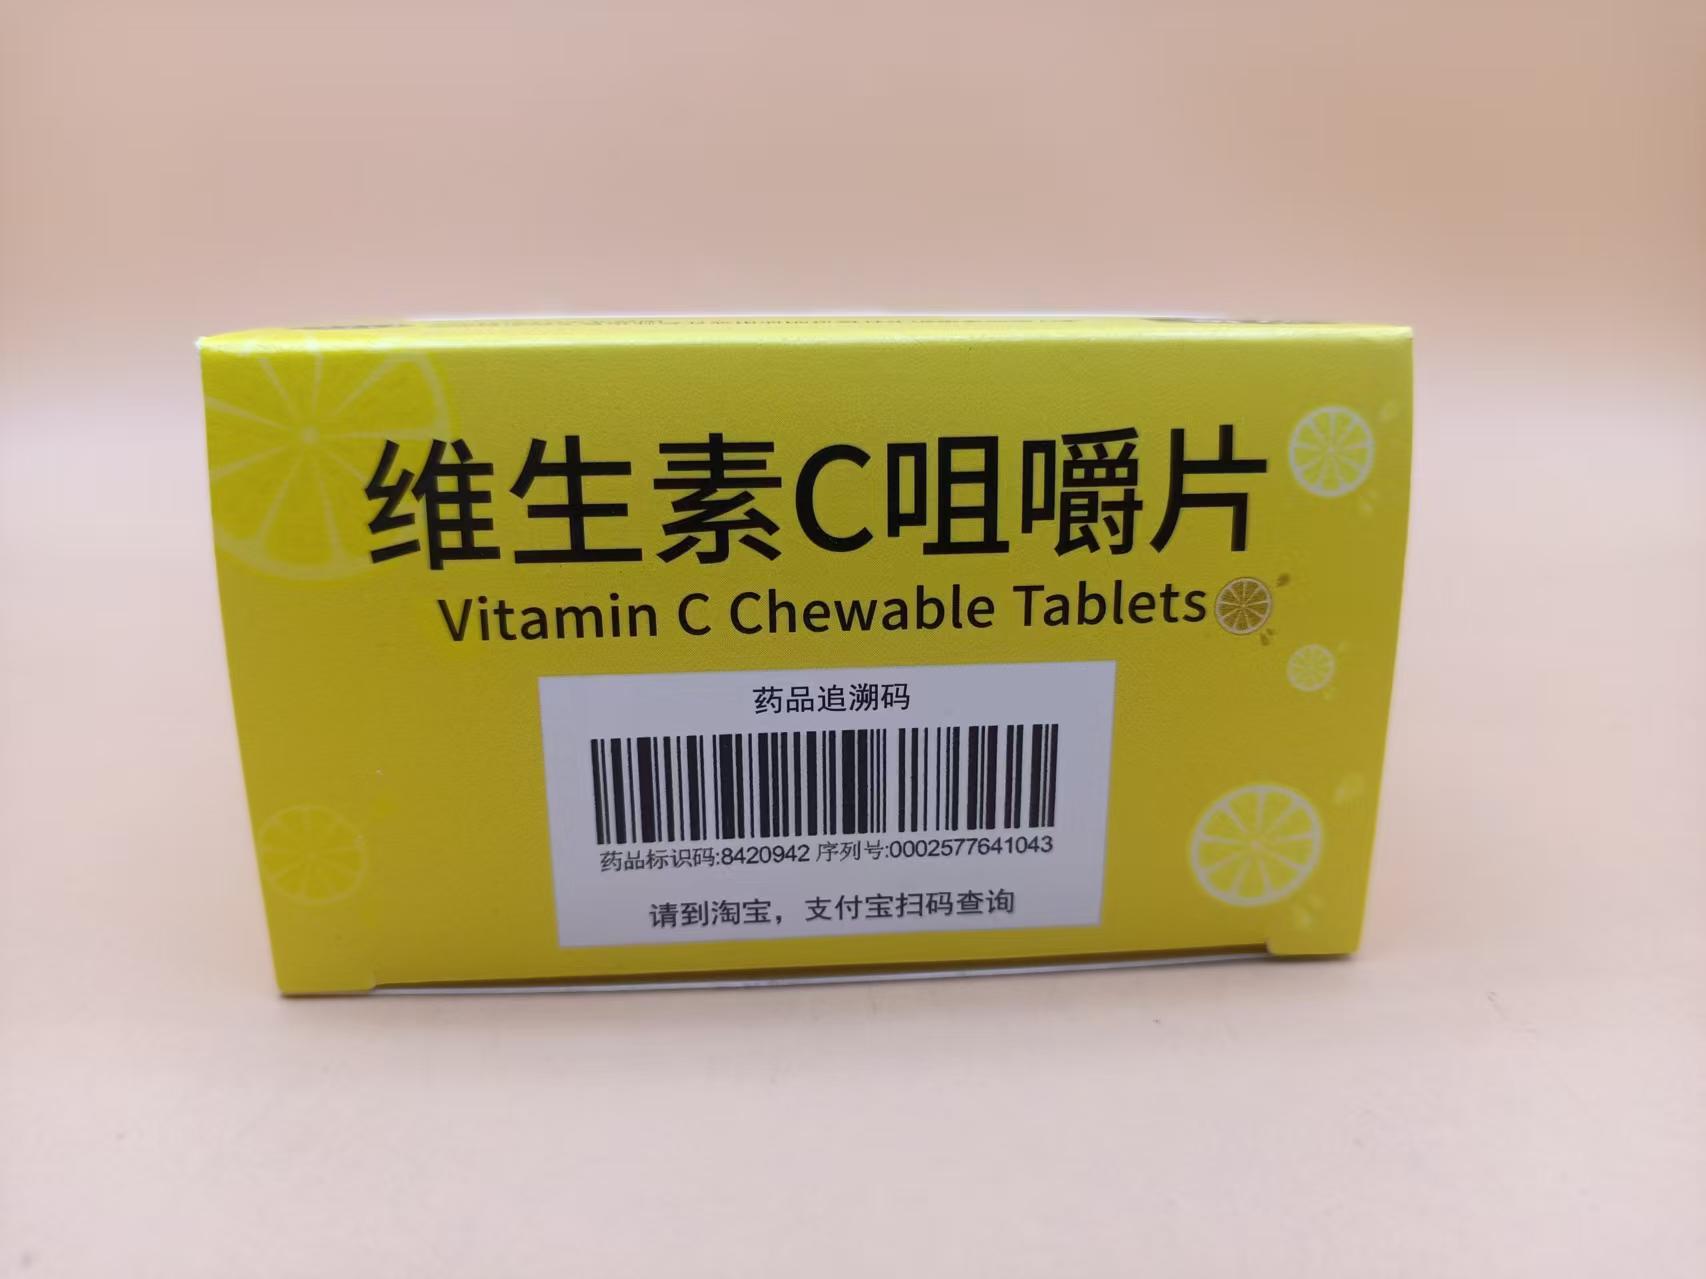 维生素C咀嚼片
Vitamin C Chewable Tablets
药品追溯码
药品标识码:8420942 序列号:0002577641043
请到淘宝，支付宝扫码查询